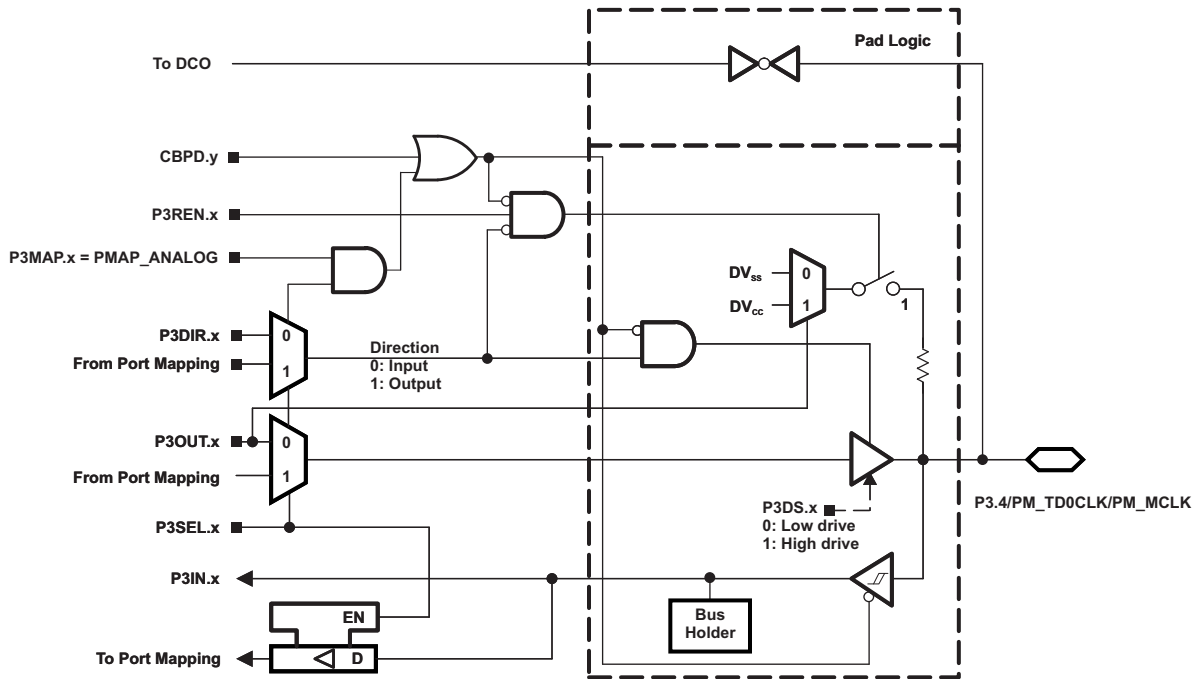 Pad Logic
To DCO
CBPD.y
P3REN.x
P3MAP.x = PMAP_ANALOG
DVss
0
DVcc
1
1
P3DIR.x
0
From Port Mapping
1
Direction
0: Input
1: Output
P3OUT.x
0
From Port Mapping
1
P3.4/PM_TD0CLK/PM_MCLK
P3DS.x
0: Low drive
1: High drive
P3SEL.x
P3IN.x
EN
Bus
Holder
To Port Mapping
D